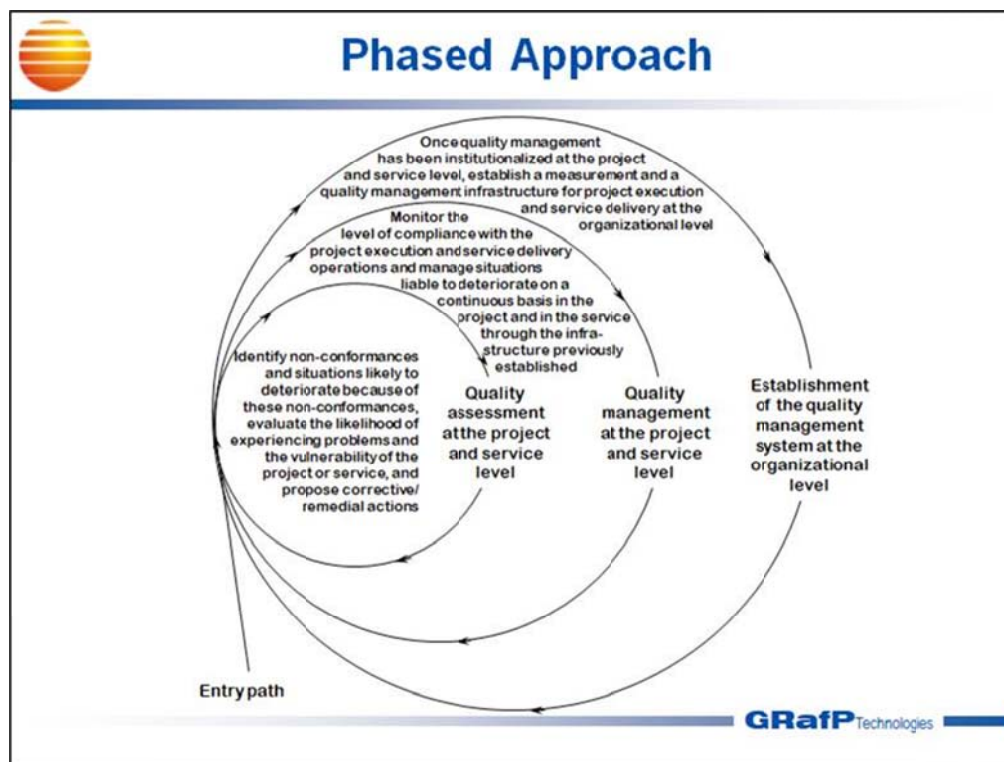 Phased Approach
Once quality management
has been institutionalized at the project
and service level, establish a measurement and a
quality management infrastructure for project execution
and service delivery at the
organizational level
Monitor the
level of compliance with the
project execution and service delivery
operations and manage situations
liable to deteriorate on a
continuous basis in the
project and in the service
through the infra-
structure previously
established
Identify non-conformances
and situations likely to
deteriorate because of
these non-conformances,
evaluate the likelihood of
experiencing problems and
the vulnerability of the
project or service, and
propose corrective/
remedial actions
Quality
assessment
at the project
and service
level
Quality
management
at the project
and service
level
Establishment
of the quality
management
system at the
organizational
level
Entry path
GRafP Technologies